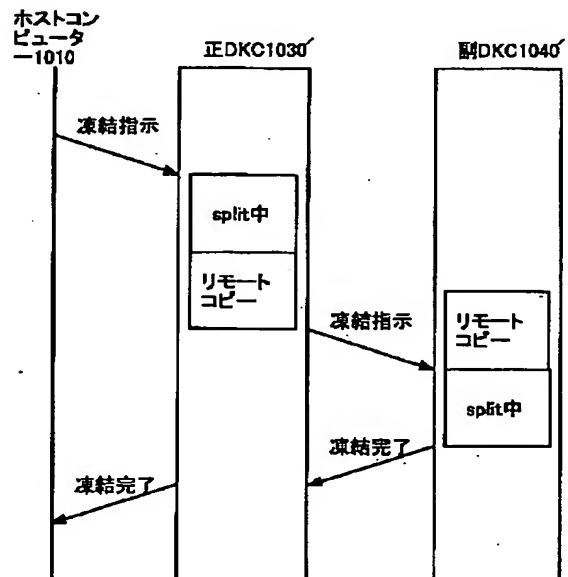 ホストコン
ピュータ
ー1010
正DKC1030
副DKC1040
凍結指示
split中
リモート
コピー
凍結指示
リモート
コピー
split中
凍結完了
凍結完了